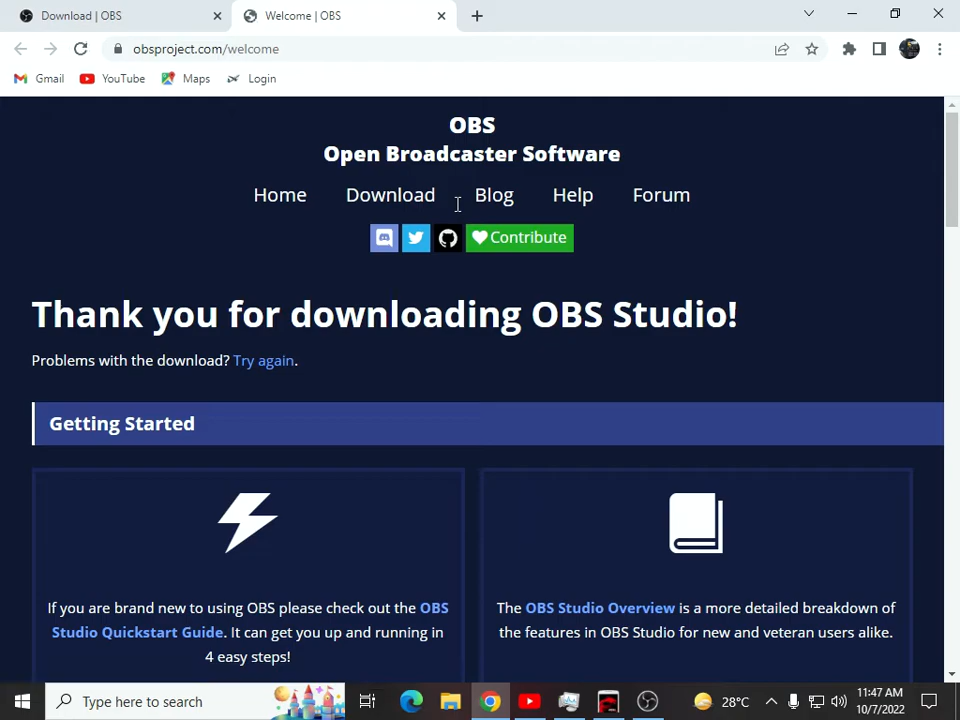 Download | OBS
Welcome | OBS
obsproject.com/welcome
Gmail
YouTube
Maps
Login
OBS
Open Broadcaster Software
Home
Download
Blog
Help
Forum
Contribute
Thank you for downloading OBS Studio!
Problems with the download? Try again.
Getting Started
If you are brand new to using OBS please check out the OBS
Studio Quickstart Guide. It can get you up and running in
4 easy steps!
The OBS Studio Overview is a more detailed breakdown of
the features in OBS Studio for new and veteran users alike.
Type here to search
28°C
11:47 AM
10/7/2022